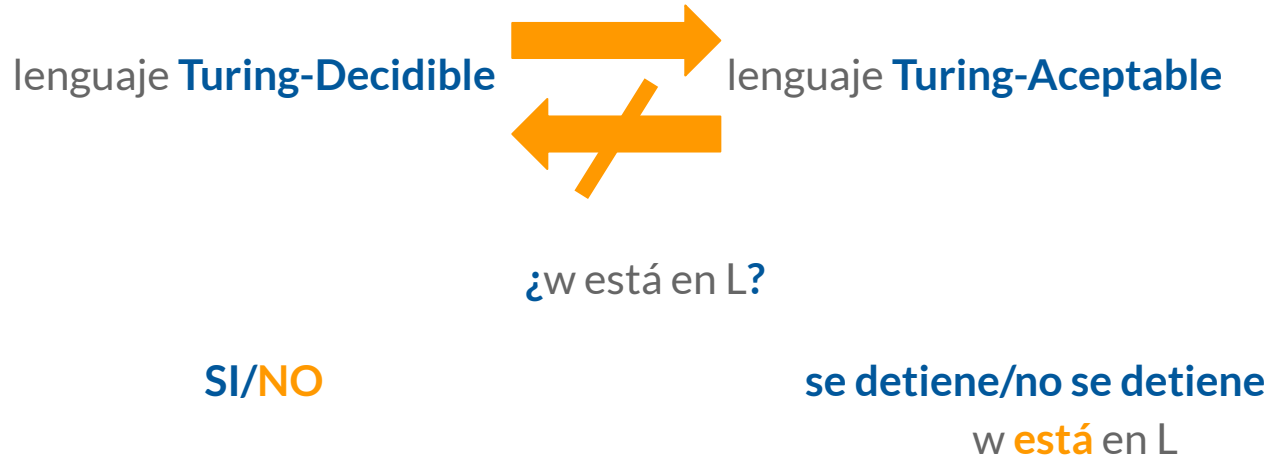 lenguaje Turing-Decidible lenguaje Turing-Aceptable
¿w está en L?
SI/NO se detiene/no se detiene
w está en L